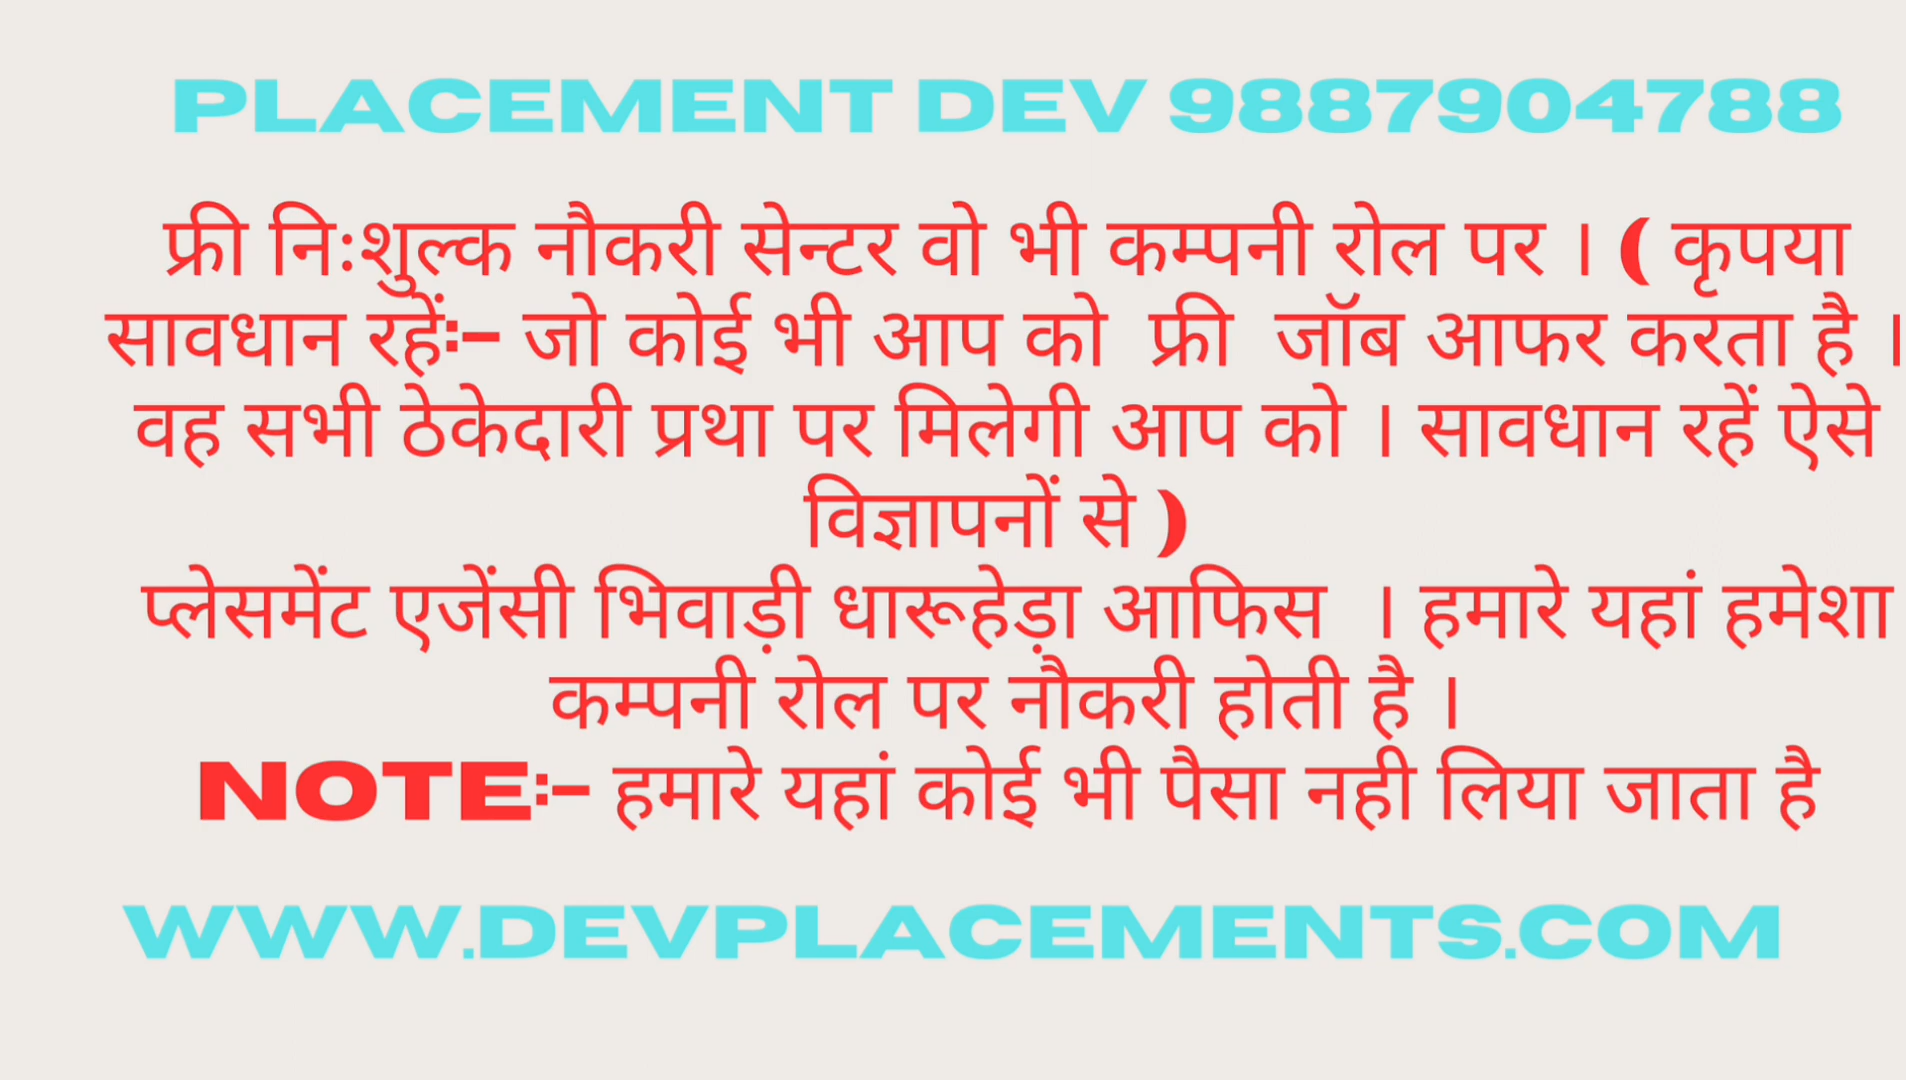 PLACEMENT DEV 9887904788
फ्री निःशुल्क नौकरी सेन्टर वो भी कम्पनी रोल पर । ( कृपया
सावधान रहें:- जो कोई भी आप को फ्री जॉब आफर करता है ।
वह सभी ठेकेदारी प्रथा पर मिलेगी आप को । सावधान रहें ऐसे
विज्ञापनों से )
प्लेसमेंट एजेंसी भिवाड़ी धारूहेड़ा आफिस । हमारे यहां हमेशा
कम्पनी रोल पर नौकरी होती है ।
NOTE:- हमारे यहां कोई भी पैसा नही लिया जाता है
WWW.DEVPLACEMENTS.COM